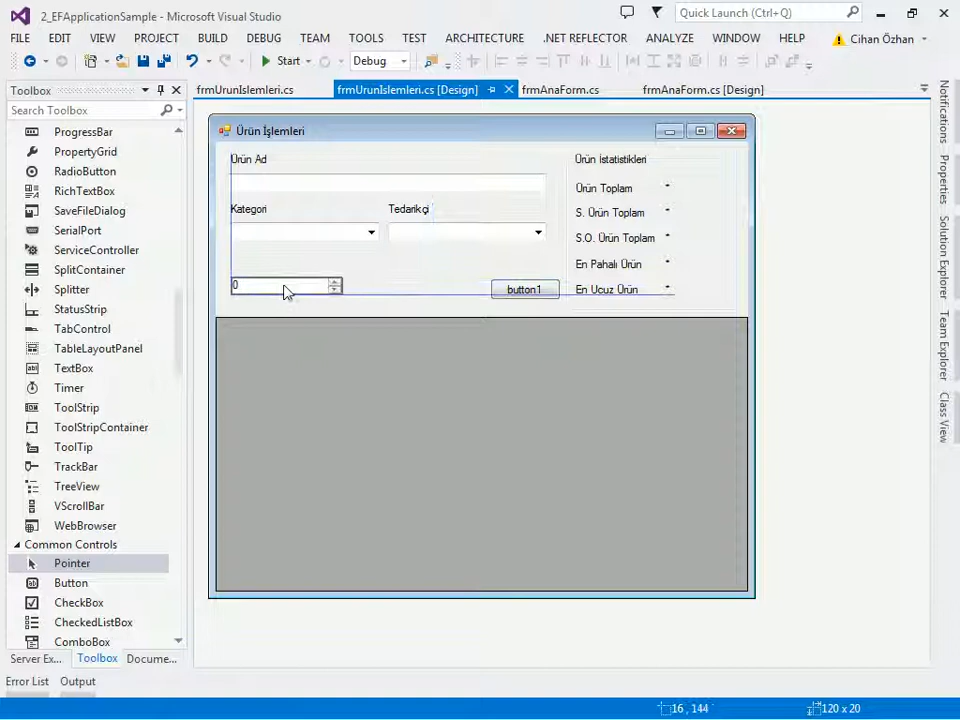 2_EFApplicationSample - Microsoft Visual Studio
Quick Launch (Ctrl+Q)
FILE EDIT VIEW PROJECT BUILD DEBUG TEAM TOOLS TEST ARCHITECTURE .NET REFLECTOR ANALYZE WINDOW HELP Cihan Özhan
Start Debug
Toolbox
frmUrunIslemleri.cs frmUrunIslemleri.cs [Design] frmAnaForm.cs frmAnaForm.cs [Design]
Search Toolbox
ProgressBar
PropertyGrid
RadioButton
RichTextBox
SaveFileDialog
SerialPort
ServiceController
SplitContainer
Splitter
StatusStrip
TabControl
TableLayoutPanel
TextBox
Timer
ToolStrip
ToolStripContainer
ToolTip
TrackBar
TreeView
VScrollBar
WebBrowser
Common Controls
Pointer
Button
CheckBox
CheckedListBox
ComboBox
Server Ex... Toolbox Docume...
Error List Output
Ürün İşlemleri
Ürün Ad
Kategori Tedarikçi
0
button1
Ürün İstatistikleri
Ürün Toplam
S. Ürün Toplam
S.O. Ürün Toplam
En Pahalı Ürün
En Ucuz Ürün
Notifications
Properties
Solution Explorer
Team Explorer
Class View
16 , 144
120 x 20